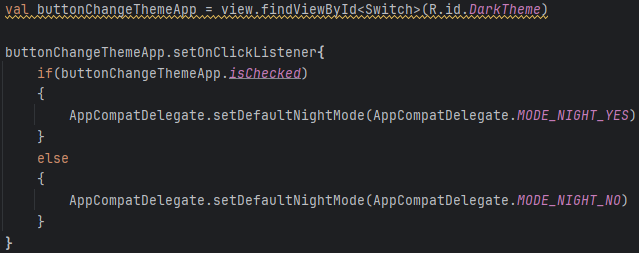 val buttonChangeThemeApp = view.findViewById<Switch>(R.id.DarkTheme)
buttonChangeThemeApp.setOnClickListener{
if(buttonChangeThemeApp.isChecked)
{
AppCompatDelegate.setDefaultNightMode(AppCompatDelegate.MODE_NIGHT_YES)
}
else
{
AppCompatDelegate.setDefaultNightMode(AppCompatDelegate.MODE_NIGHT_NO)
}
}